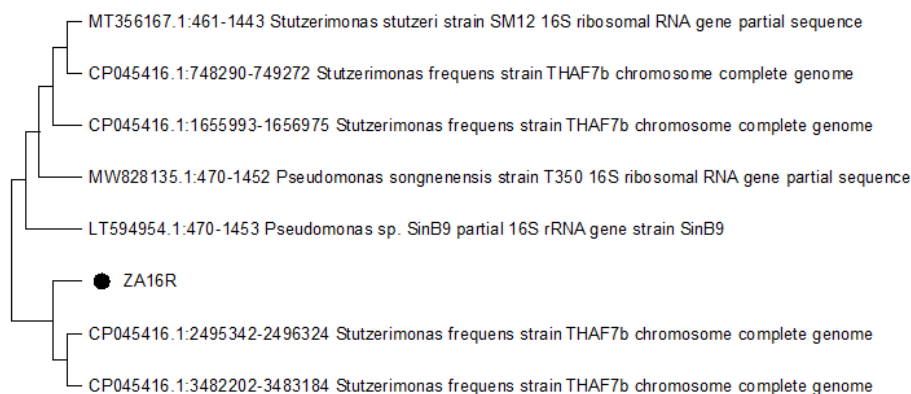 MT356167.1:461-1443 Stutzerimonas stutzeri strain SM12 16S ribosomal RNA gene partial sequence
CP045416.1:748290-749272 Stutzerimonas frequens strain THAF7b chromosome complete genome
CP045416.1:1655993-1656975 Stutzerimonas frequens strain THAF7b chromosome complete genome
MW828135.1:470-1452 Pseudomonas songnenensis strain T350 16S ribosomal RNA gene partial sequence
LT594954.1:470-1453 Pseudomonas sp. SinB9 partial 16S rRNA gene strain SinB9
ZA16R
CP045416.1:2495342-2496324 Stutzerimonas frequens strain THAF7b chromosome complete genome
CP045416.1:3482202-3483184 Stutzerimonas frequens strain THAF7b chromosome complete genome